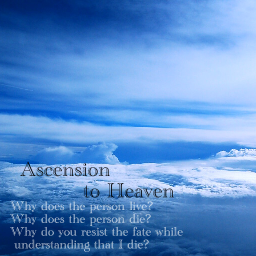 Ascension
to Heaven
Why does the person live?
Why does the person die?
Why do you resist the fate while
understanding that I die?